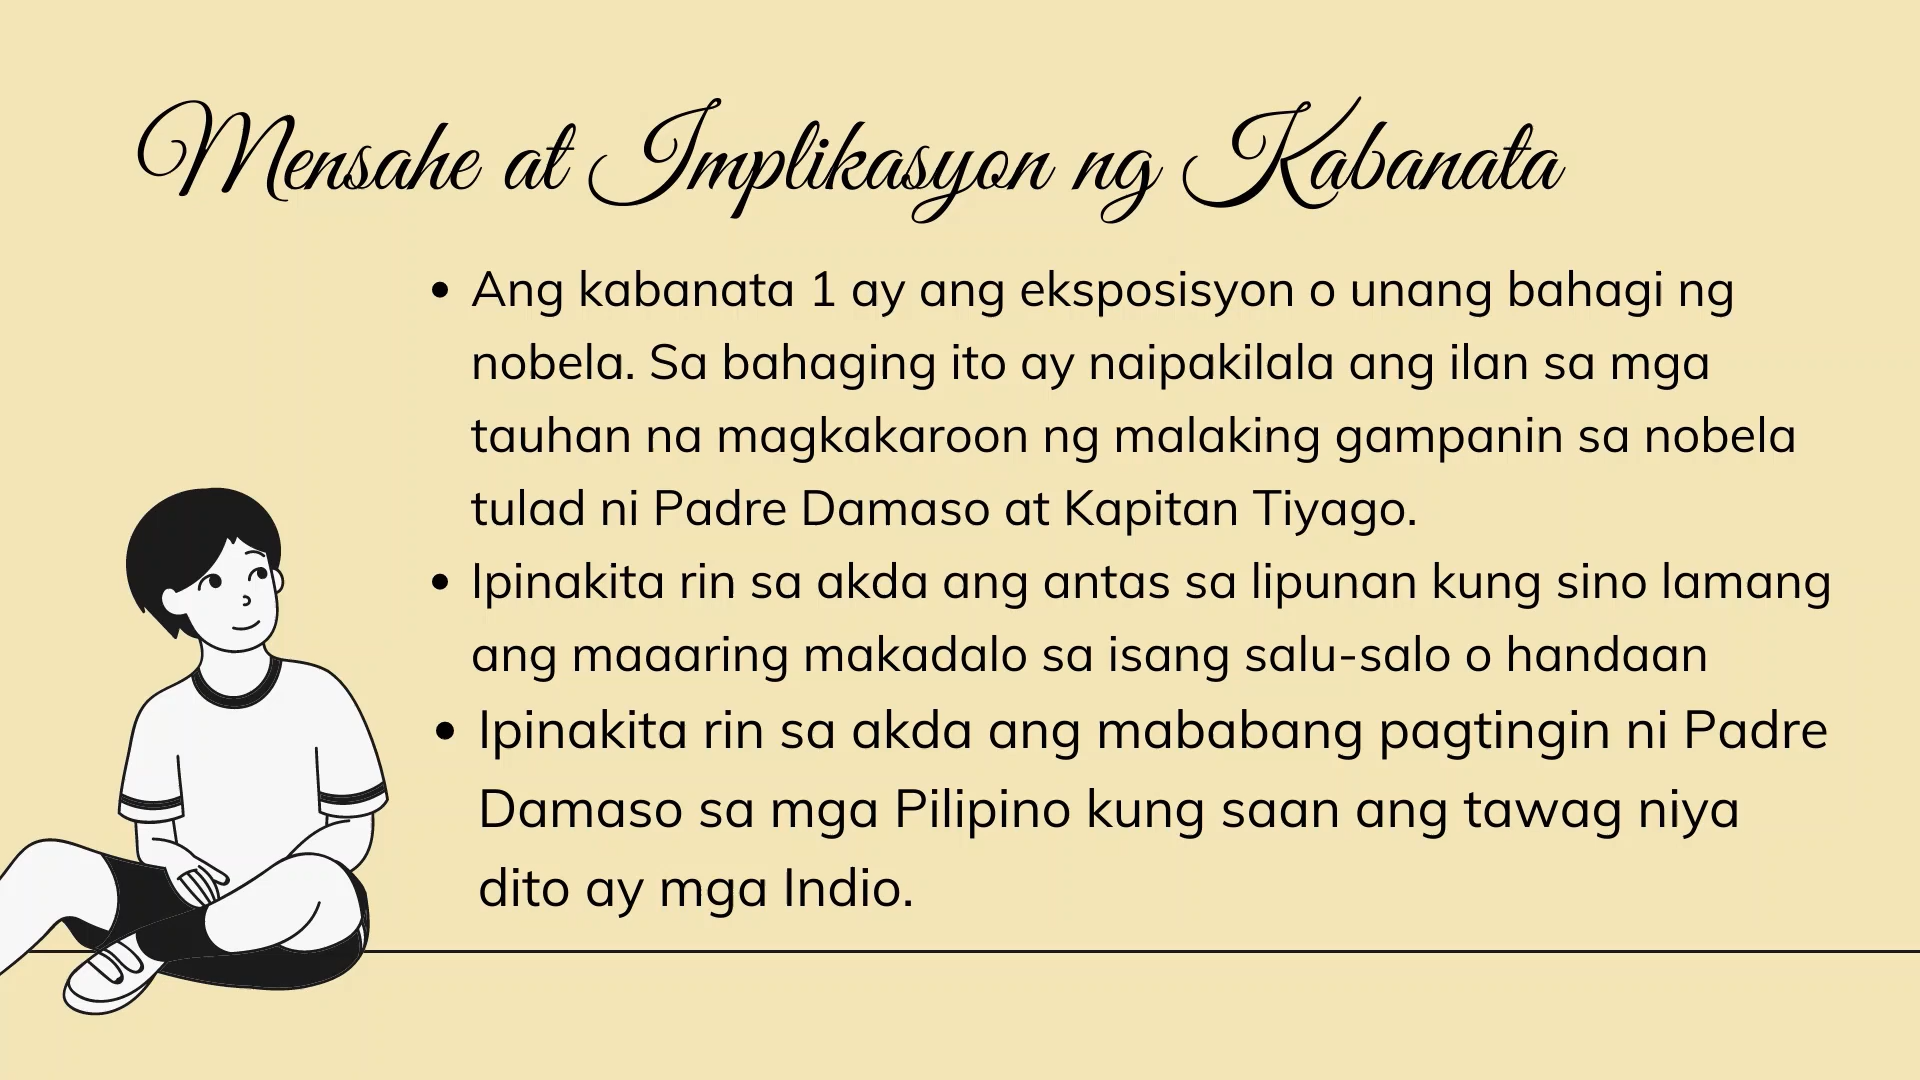 Mensahe at Implikasyon ng Kabanata
• Ang kabanata 1 ay ang eksposisyon o unang bahagi ng
nobela. Sa bahaging ito ay naipakilala ang ilan sa mga
tauhan na magkakaroon ng malaking gampanin sa nobela
tulad ni Padre Damaso at Kapitan Tiyago.
• Ipinakita rin sa akda ang antas sa lipunan kung sino lamang
ang maaaring makadalo sa isang salu-salo o handaan
• Ipinakita rin sa akda ang mababang pagtingin ni Padre
Damaso sa mga Pilipino kung saan ang tawag niya
dito ay mga Indio.